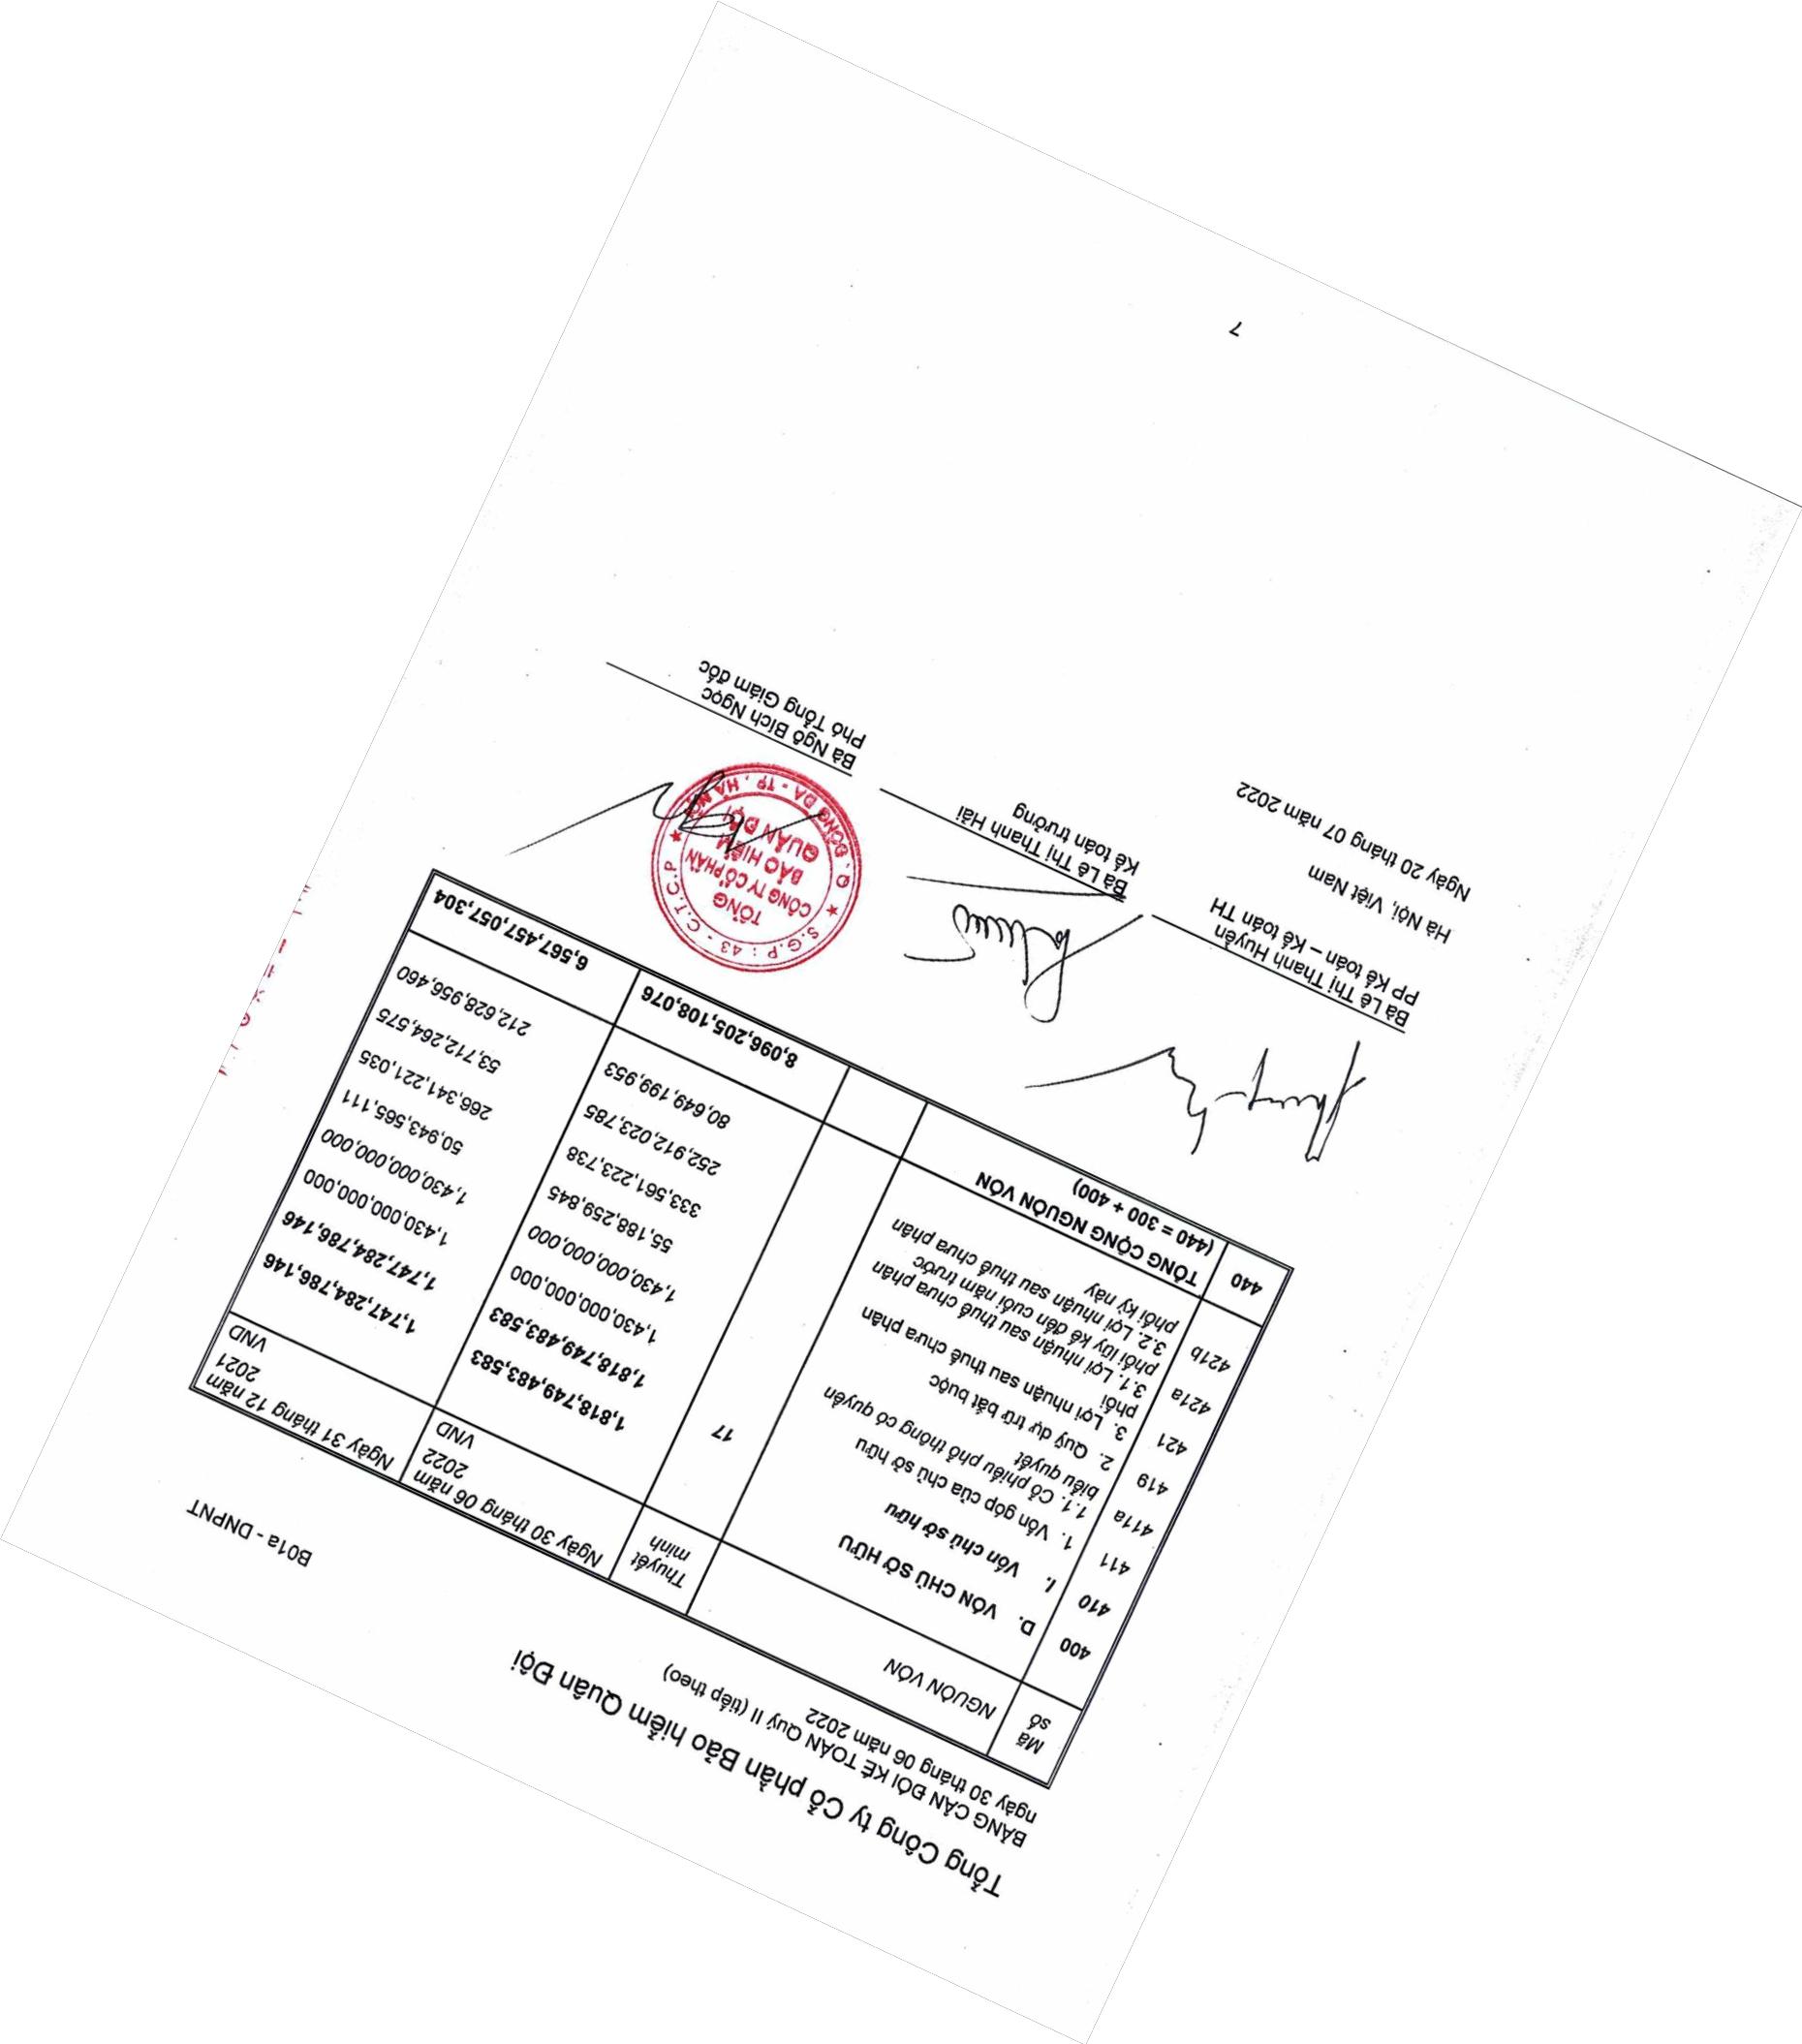 Tổng Công ty Cổ phần Bảo hiểm Quân Đội
B01a - DNPNT
BẢNG CÂN ĐỐI KẾ TOÁN Quý II (tiếp theo)
ngày 30 tháng 06 năm 2022
Mã số NGUỒN VỐN Thuyết minh Ngày 30 tháng 06 năm 2022 VND Ngày 31 tháng 12 năm 2021 VND
400 D. VỐN CHỦ SỞ HỮU 17 1,818,749,483,583 1,747,284,786,146
410 I. Vốn chủ sở hữu 1,818,749,483,583 1,747,284,786,146
411 1. Vốn góp của chủ sở hữu 1,430,000,000,000 1,430,000,000,000
411a 1.1. Cổ phiếu phổ thông có quyền
biểu quyết 1,430,000,000,000 1,430,000,000,000
419 2. Quỹ dự trữ bắt buộc 55,188,259,845 50,943,565,111
421 3. Lợi nhuận sau thuế chưa phân
phối 333,561,223,738 266,341,221,035
421a 3.1. Lợi nhuận sau thuế chưa phân
phối lũy kế đến cuối năm trước 252,912,023,785 53,712,264,575
421b 3.2. Lợi nhuận sau thuế chưa phân
phối kỳ này 80,649,199,953 212,628,956,460
440 TỔNG CỘNG NGUỒN VỐN
(440 = 300 + 400) 8,096,205,108,076 6,567,457,057,304
S.G.P : 43 - C.T.C.P
TỔNG
CÔNG TY CỔ PHẦN
BẢO HIỂM
QUÂN ĐỘI
Q. ĐỐNG ĐA - TP. HÀ NỘI
Bà Lê Thị Thanh Huyền
PP Kế toán – Kế toán TH
Bà Lê Thị Thanh Hải
Kế toán trưởng
Bà Ngô Bích Ngọc
Phó Tổng Giám đốc
Hà Nội, Việt Nam
Ngày 20 tháng 07 năm 2022
7